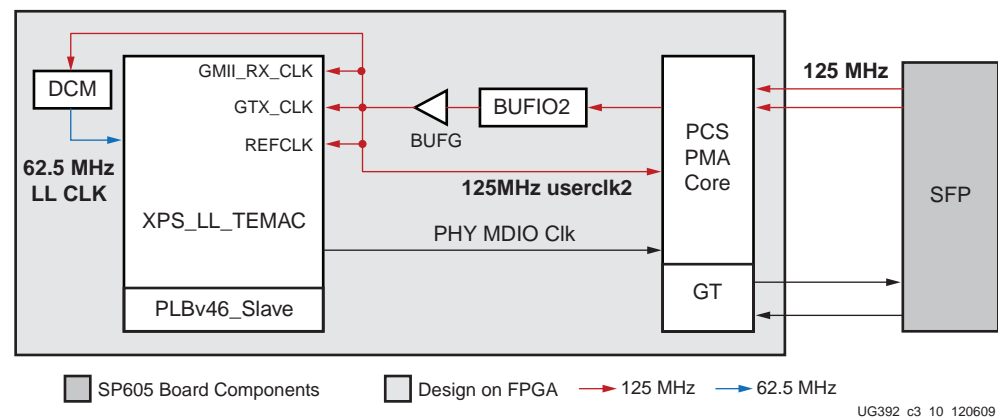 125 MHz
DCM
GMII_RX_CLK
GTX_CLK
REFCLK
BUFG
BUFIO2
PCS
PMA
Core
SFP
62.5 MHz
LL CLK
125MHz userclk2
XPS_LL_TEMAC
PHY MDIO Clk
GT
PLBv46_Slave
SP605 Board Components
Design on FPGA
125 MHz
62.5 MHz
UG392_c3_10_120609